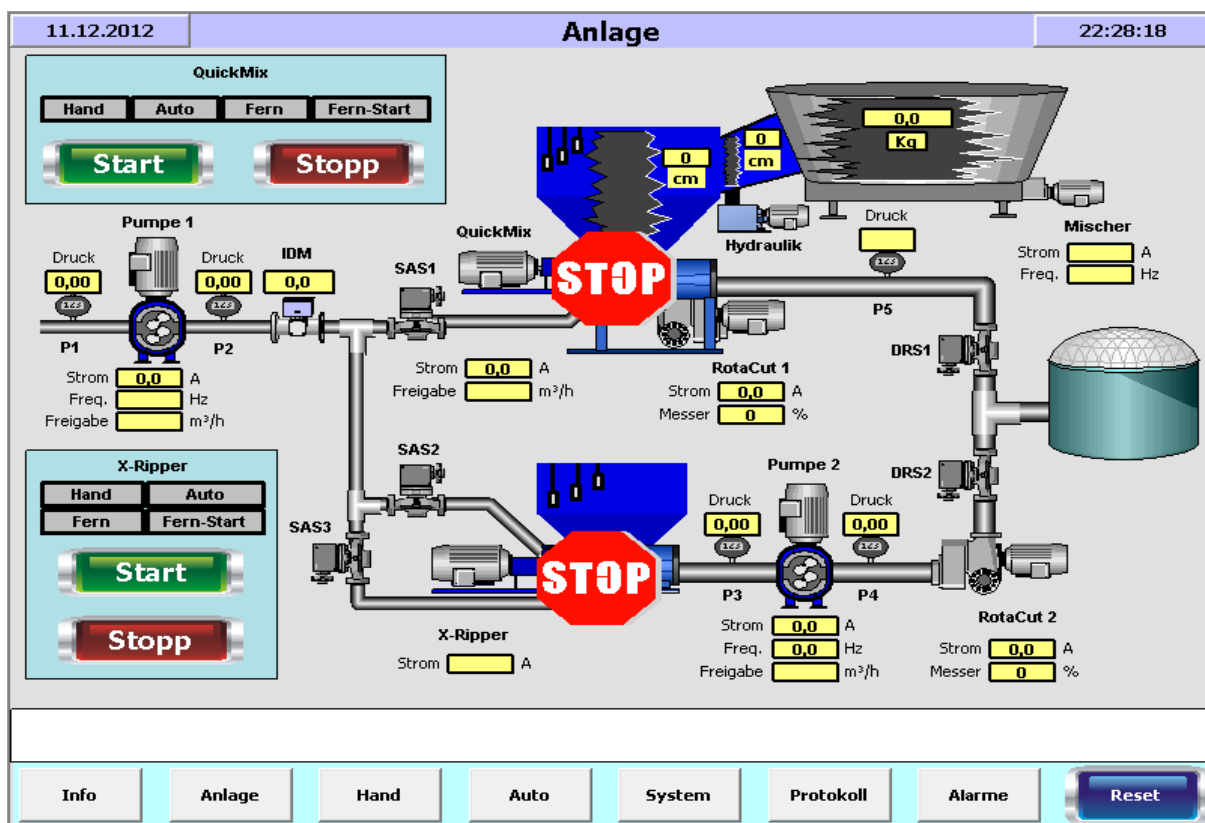 11.12.2012 Anlage 22:28:18
QuickMix
Hand Auto Fern Fern-Start
Start Stopp
0,0
Kg
0
cm
0
cm
Pumpe 1
Druck
0,00
123
P1
Druck
0,00
123
P2
IDM
0,0
Strom 0,0 A
Freq. Hz
Freigabe m³/h
SAS1
QuickMix
STOP
Hydraulik
Strom 0,0 A
Freigabe m³/h
RotaCut 1
Strom 0,0 A
Messer 0 %
Druck
123
P5
Mischer
Strom A
Freq. Hz
DRS1
DRS2
X-Ripper
Hand Auto
Fern Fern-Start
Start
Stopp
SAS2
SAS3
STOP
X-Ripper
Strom A
Pumpe 2
Druck
0,00
123
P3
Druck
0,00
123
P4
Strom 0,0 A
Freq. 0,0 Hz
Freigabe m³/h
RotaCut 2
Strom 0,0 A
Messer 0 %
Info Anlage Hand Auto System Protokoll Alarme Reset